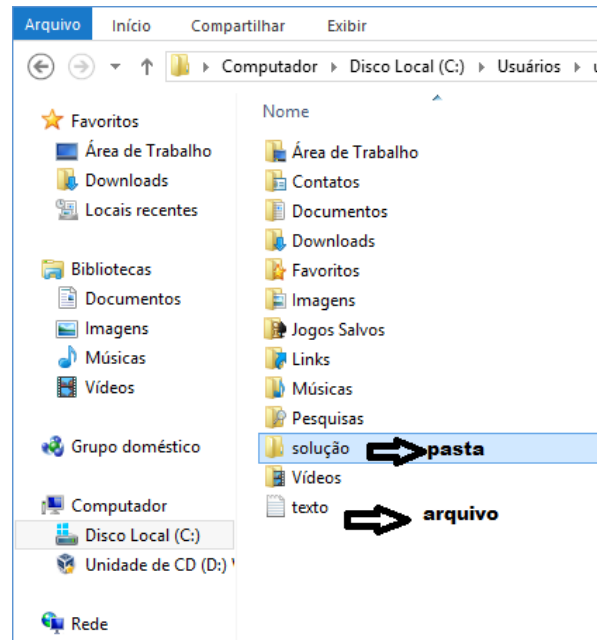 Arquivo Início Compartilhar Exibir
Computador Disco Local (C:) Usuários
Favoritos
Área de Trabalho
Downloads
Locais recentes
Bibliotecas
Documentos
Imagens
Músicas
Vídeos
Grupo doméstico
Computador
Disco Local (C:)
Unidade de CD (D:)
Rede
Nome
Área de Trabalho
Contatos
Documentos
Downloads
Favoritos
Imagens
Jogos Salvos
Links
Músicas
Pesquisas
solução pasta
Vídeos
texto arquivo